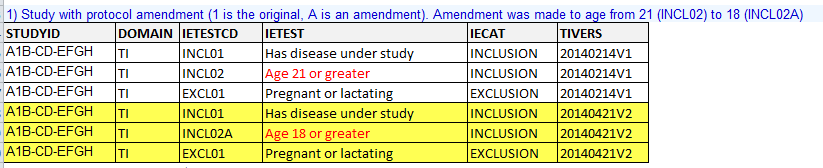 1) Study with protocol amendment (1 is the original, A is an amendment). Amendment was made to age from 21 (INCL02) to 18 (INCL02A)
STUDYID DOMAIN IETESTCD IETEST IECAT TIVERS
A1B-CD-EFGH TI INCL01 Has disease under study INCLUSION 20140214V1
A1B-CD-EFGH TI INCL02 Age 21 or greater INCLUSION 20140214V1
A1B-CD-EFGH TI EXCL01 Pregnant or lactating EXCLUSION 20140214V1
A1B-CD-EFGH TI INCL01 Has disease under study INCLUSION 20140421V2
A1B-CD-EFGH TI INCL02A Age 18 or greater INCLUSION 20140421V2
A1B-CD-EFGH TI EXCL01 Pregnant or lactating EXCLUSION 20140421V2